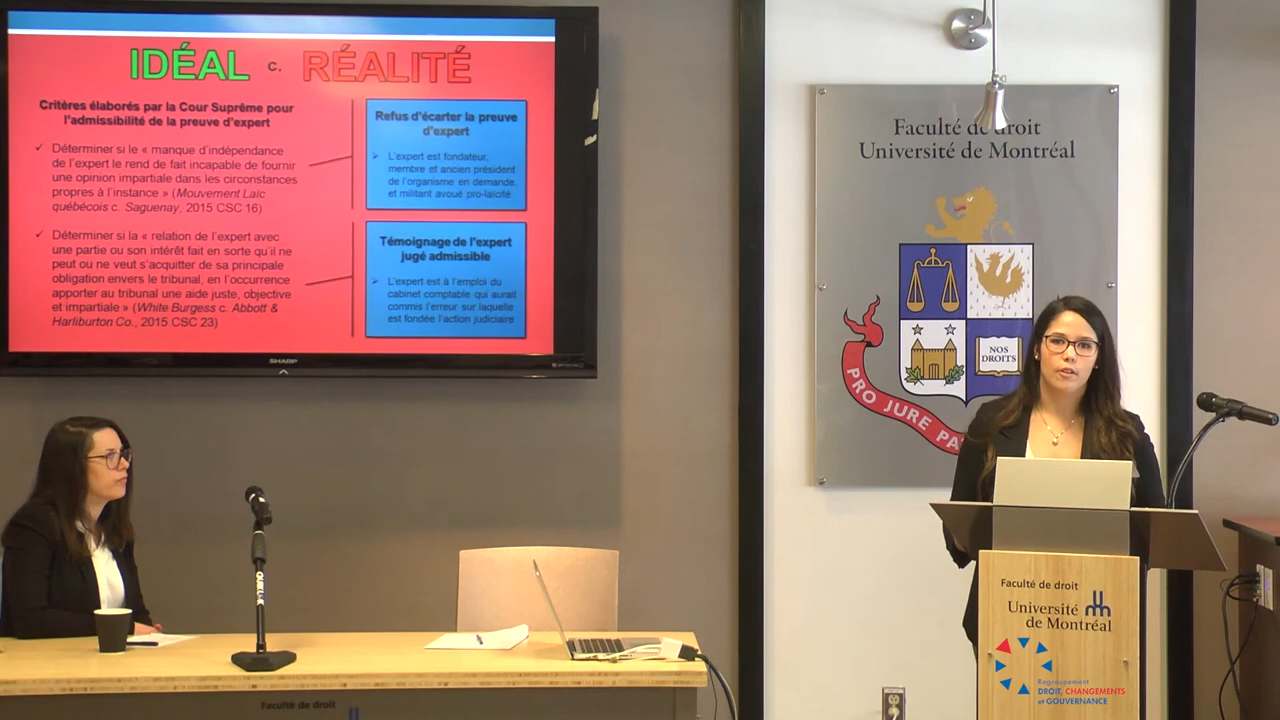 IDÉAL c. RÉALITÉ
Critères élaborés par la Cour Suprême pour
l'admissibilité de la preuve d'expert
✓ Déterminer si le « manque d'indépendance
de l'expert le rend de fait incapable de fournir
une opinion impartiale dans les circonstances
propres à l'instance » (Mouvement Laïc
québécois c. Saguenay, 2015 CSC 16)
✓ Déterminer si la « relation de l'expert avec
une partie ou son intérêt fait en sorte qu'il ne
peut ou ne veut s'acquitter de sa principale
obligation envers le tribunal, en l'occurrence
apporter au tribunal une aide juste, objective
et impartiale » (White Burgess c. Abbott &
Harliburton Co., 2015 CSC 23)
Refus d'écarter la preuve
d'expert
➢ L'expert est fondateur,
membre et ancien président
de l'organisme en demande,
et militant avoué pro-laïcité.
Témoignage de l'expert
jugé admissible
➢ L'expert est à l'emploi du
cabinet comptable qui aurait
commis l'erreur sur laquelle
est fondée l'action judiciaire
SHARP
Faculté de droit
Université de Montréal
NOS
DROITS
PRO JURE PA
QUIKLOK
Faculté de droit
Université
de Montréal
Regroupement
DROIT, CHANGEMENTS
et GOUVERNANCE
Faculté de droit